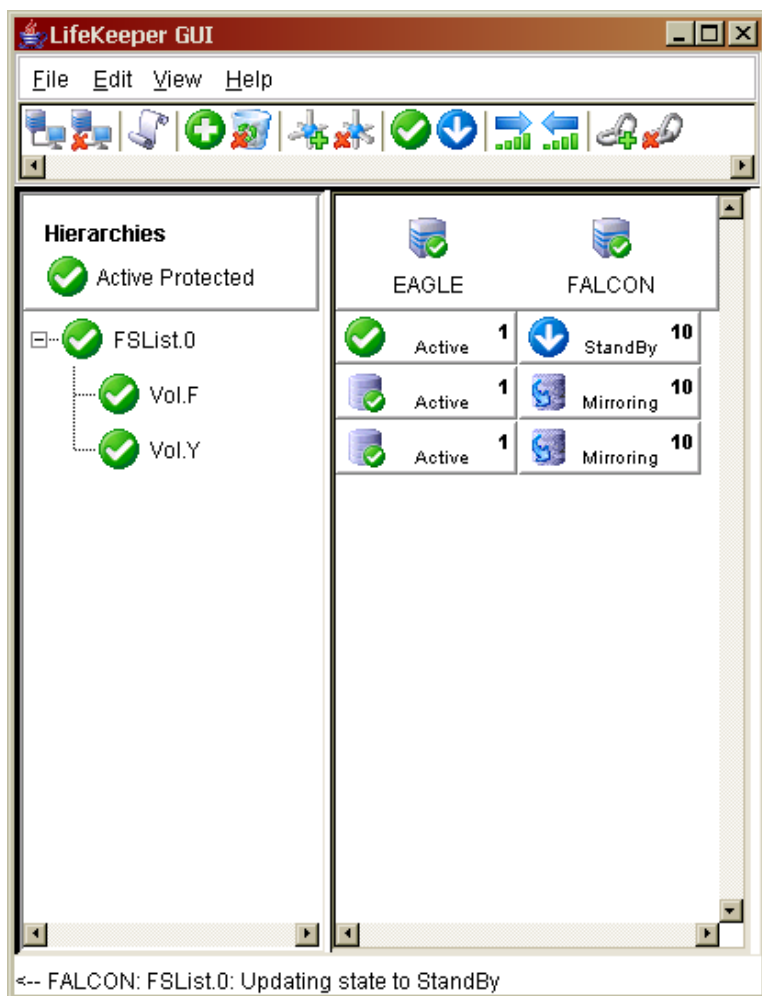 LifeKeeper GUI
File Edit View Help
Hierarchies
Active Protected
EAGLE FALCON
FSList.0 Active 1 StandBy 10
Vol.F Active 1 Mirroring 10
Vol.Y Active 1 Mirroring 10
<-- FALCON: FSList.0: Updating state to StandBy